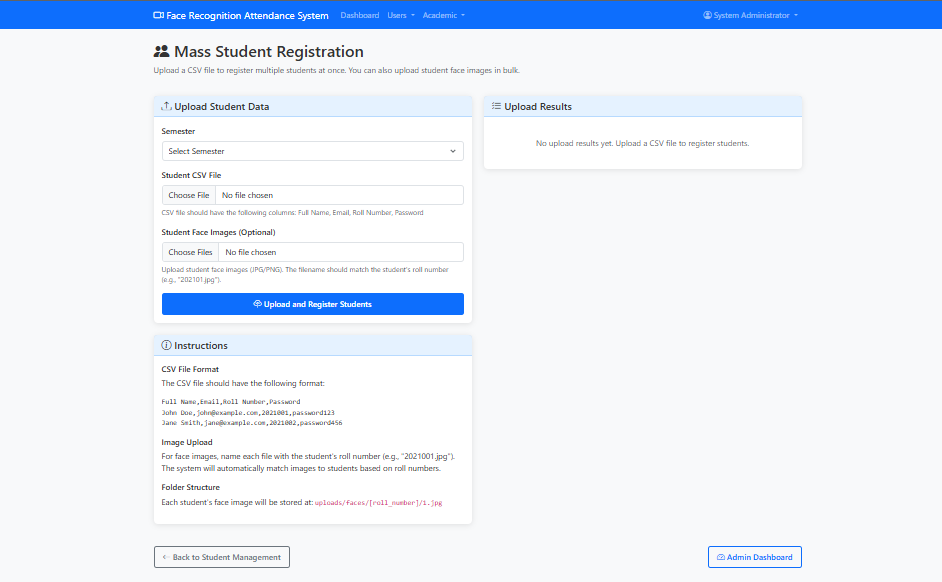 Face Recognition Attendance System Dashboard Users Academic System Administrator
Mass Student Registration
Upload a CSV file to register multiple students at once. You can also upload student face images in bulk.
Upload Student Data
Semester
Select Semester
Student CSV File
Choose File No file chosen
CSV file should have the following columns: Full Name, Email, Roll Number, Password
Student Face Images (Optional)
Choose Files No file chosen
Upload student face images (JPG/PNG). The filename should match the student's roll number
(e.g., "202101.jpg").
Upload and Register Students
Upload Results
No upload results yet. Upload a CSV file to register students.
Instructions
CSV File Format
The CSV file should have the following format:
Full Name,Email,Roll Number,Password
John Doe,john@example.com,2021001,password123
Jane Smith,jane@example.com,2021002,password456
Image Upload
For face images, name each file with the student's roll number (e.g., "2021001.jpg").
The system will automatically match images to students based on roll numbers.
Folder Structure
Each student's face image will be stored at: uploads/faces/[roll_number]/1.jpg
← Back to Student Management
Admin Dashboard